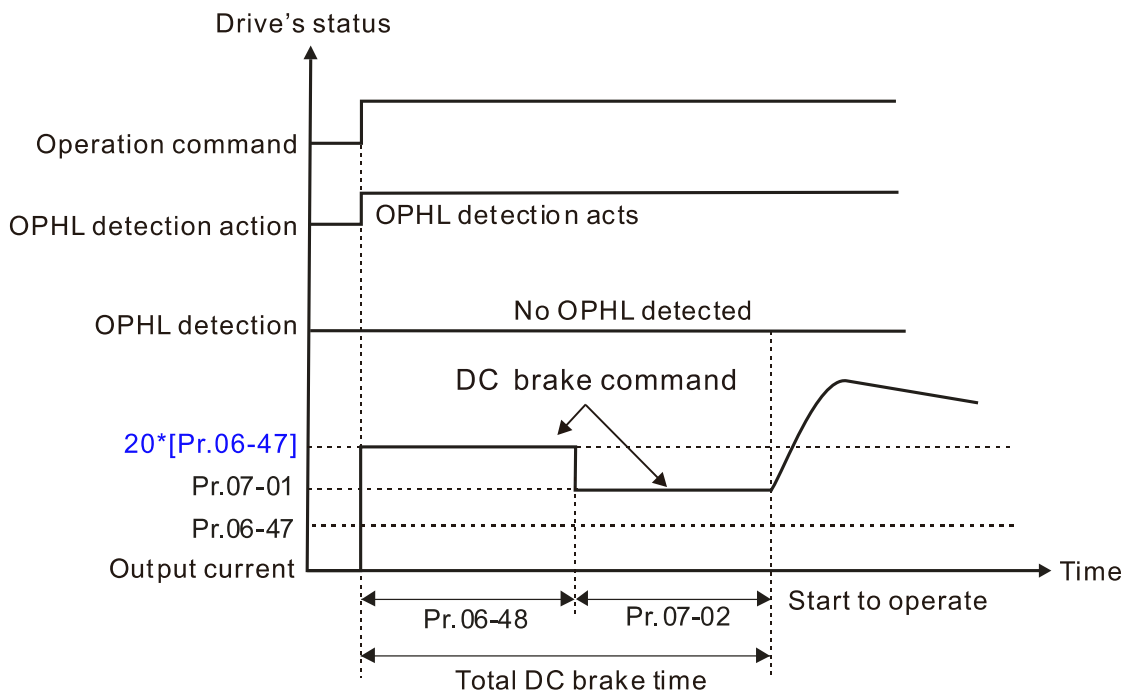 Drive's status
Operation command
OPHL detection action
OPHL detection acts
OPHL detection
No OPHL detected
DC brake command
20*[Pr.06-47]
Pr.07-01
Pr.06-47
Output current
Time
Pr.06-48
Pr.07-02
Start to operate
Total DC brake time